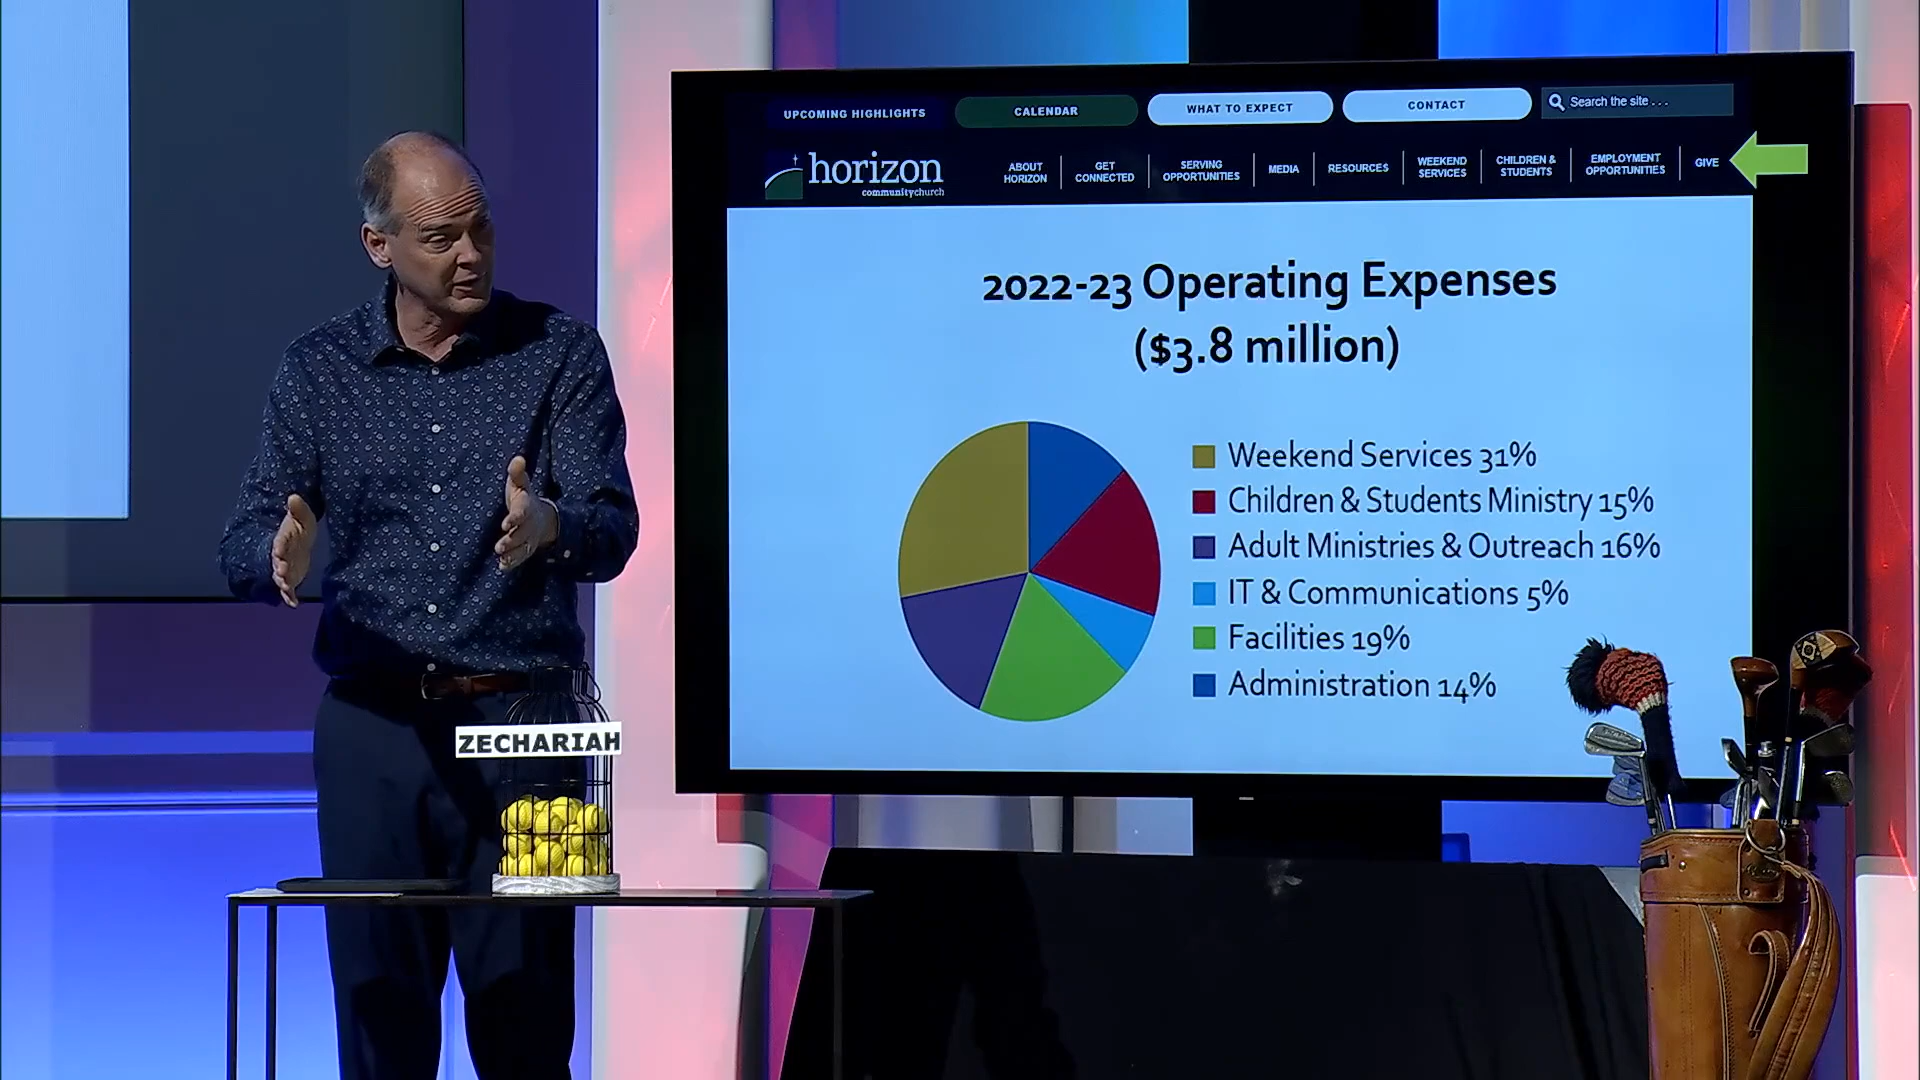 UPCOMING HIGHLIGHTS
CALENDAR
WHAT TO EXPECT
CONTACT
Search the site . . .
horizon
communitychurch
ABOUT
HORIZON
GET
CONNECTED
SERVING
OPPORTUNITIES
MEDIA
RESOURCES
WEEKEND
SERVICES
CHILDREN &
STUDENTS
EMPLOYMENT
OPPORTUNITIES
GIVE
2022-23 Operating Expenses
($3.8 million)
Weekend Services 31%
Children & Students Ministry 15%
Adult Ministries & Outreach 16%
IT & Communications 5%
Facilities 19%
Administration 14%
ZECHARIAH